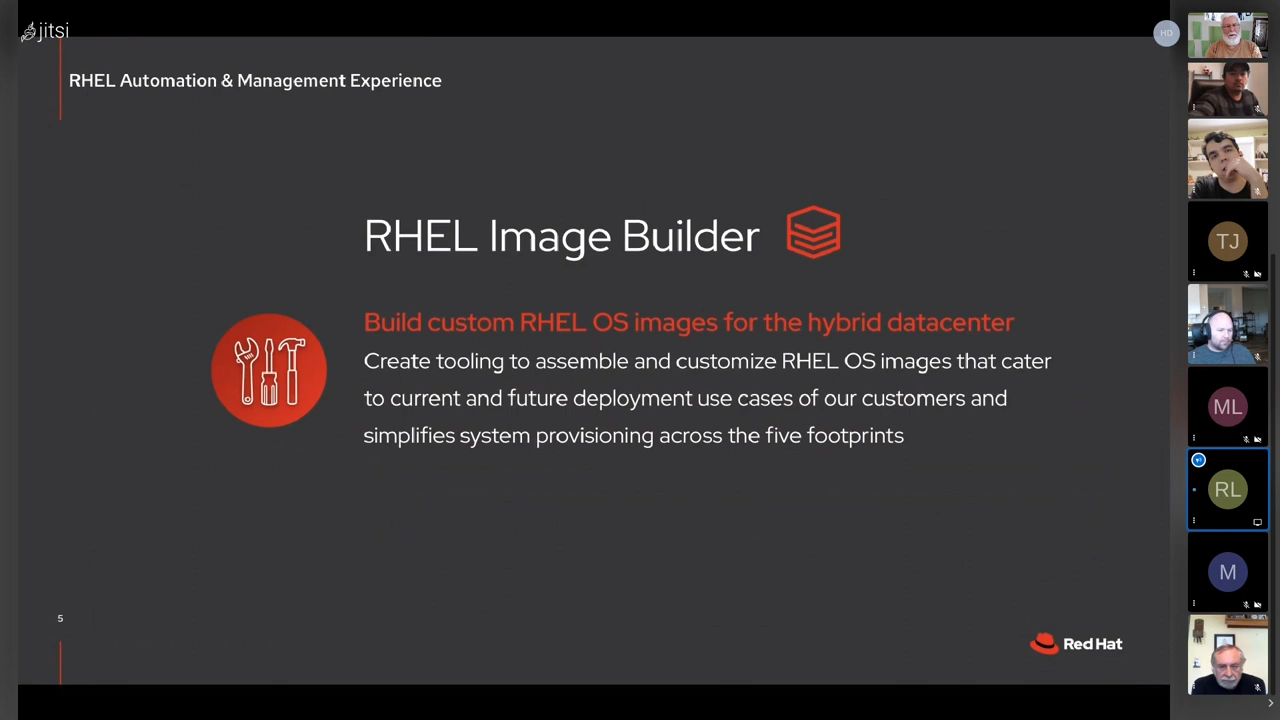 jitsi
RHEL Automation & Management Experience
RHEL Image Builder
Build custom RHEL OS images for the hybrid datacenter
Create tooling to assemble and customize RHEL OS images that cater
to current and future deployment use cases of our customers and
simplifies system provisioning across the five footprints
5
Red Hat
HG
TJ
ML
RL
M